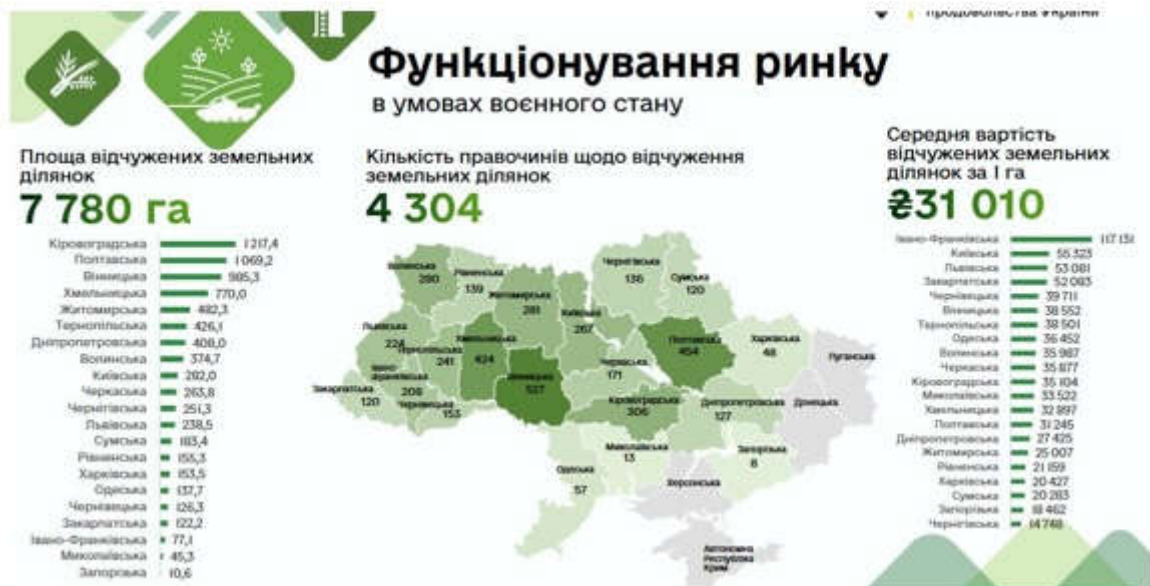 продовольства України
Функціонування ринку
в умовах воєнного стану
Площа відчужених земельних
ділянок
7 780 га
Кіровоградська 1 217,4
Полтавська 1 069,2
Вінницька 985,3
Хмельницька 770,0
Житомирська 482,3
Тернопільська 426,1
Дніпропетровська 408,0
Волинська 374,7
Київська 292,0
Черкаська 263,8
Чернігівська 251,3
Львівська 238,5
Сумська 183,4
Рівненська 155,3
Харківська 153,5
Одеська 137,7
Чернівецька 126,3
Закарпатська 122,2
Івано-Франківська 77,1
Миколаївська 45,3
Запорозька 10,6
Кількість правочинів щодо відчуження
земельних ділянок
4 304
Волинська
280
Рівненська
139
Житомирська
281
Київська
267
Чернігівська
136
Сумська
120
Львівська
224
Тернопільська
241
Хмельницька
424
Вінницька
527
Черкаська
171
Полтавська
454
Харківська
48
Луганська
Івано-
Франківська
208
Закарпатська
120
Чернівецька
153
Кіровоградська
306
Дніпропетровська
127
Донецька
Одеська
57
Миколаївська
13
Запорізька
8
Херсонська
Автономна
Республіка
Крим
Середня вартість
відчужених земельних
ділянок за 1 га
₴31 010
Івано-Франківська 117 131
Київська 55 323
Львівська 53 081
Закарпатська 52 083
Чернівецька 39 711
Вінницька 38 552
Тернопільська 38 501
Одеська 36 452
Волинська 35 987
Черкаська 35 877
Кіровоградська 35 104
Миколаївська 33 522
Хмельницька 32 897
Полтавська 31 245
Дніпропетровська 27 425
Житомирська 25 007
Рівненська 21 159
Харківська 20 427
Сумська 20 283
Запорізька 18 462
Чернігівська 14 748